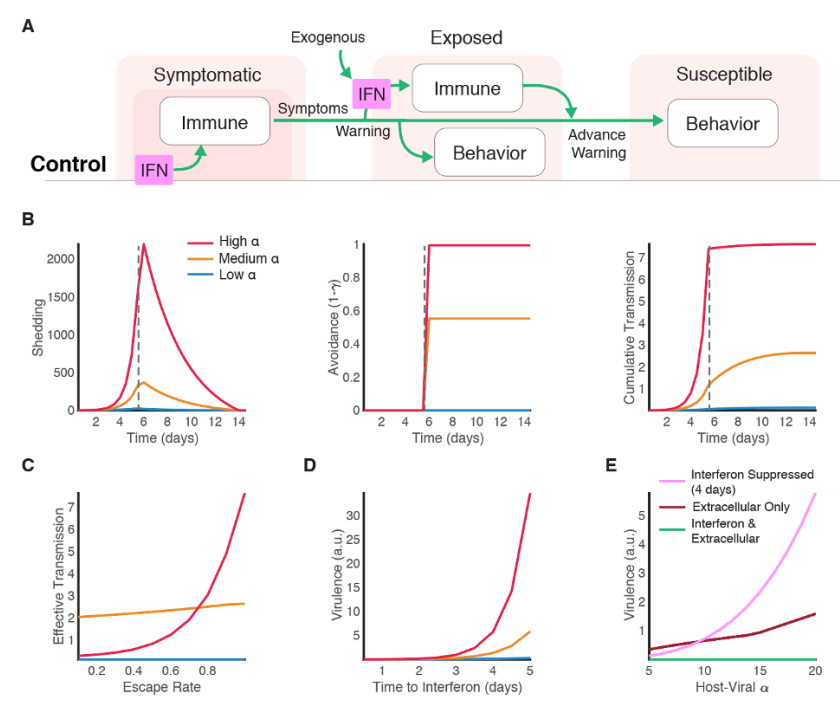 A
Exogenous
Exposed
Symptomatic
Susceptible
IFN
Immune
Immune
Symptoms
Behavior
Warning
Advance
Warning
Behavior
Control
IFN
B
High α
Medium α
Low α
Shedding
2000
1500
1000
500
0
2 4 6 8 10 12 14
Time (days)
Avoidance (1-γ)
1
0.8
0.6
0.4
0.2
0
2 4 6 8 10 12 14
Time (days)
Cumulative Transmission
7
6
5
4
3
2
1
2 4 6 8 10 12 14
Time (days)
C
Effective Transmission
7
6
5
4
3
2
1
0.2 0.4 0.6 0.8
Escape Rate
D
Virulence (a.u.)
30
25
20
15
10
5
1 2 3 4 5
Time to Interferon (days)
E
Interferon Suppressed
(4 days)
Extracellular Only
Interferon &
Extracellular
Virulence (a.u.)
5
4
3
2
1
5 10 15 20
Host-Viral α